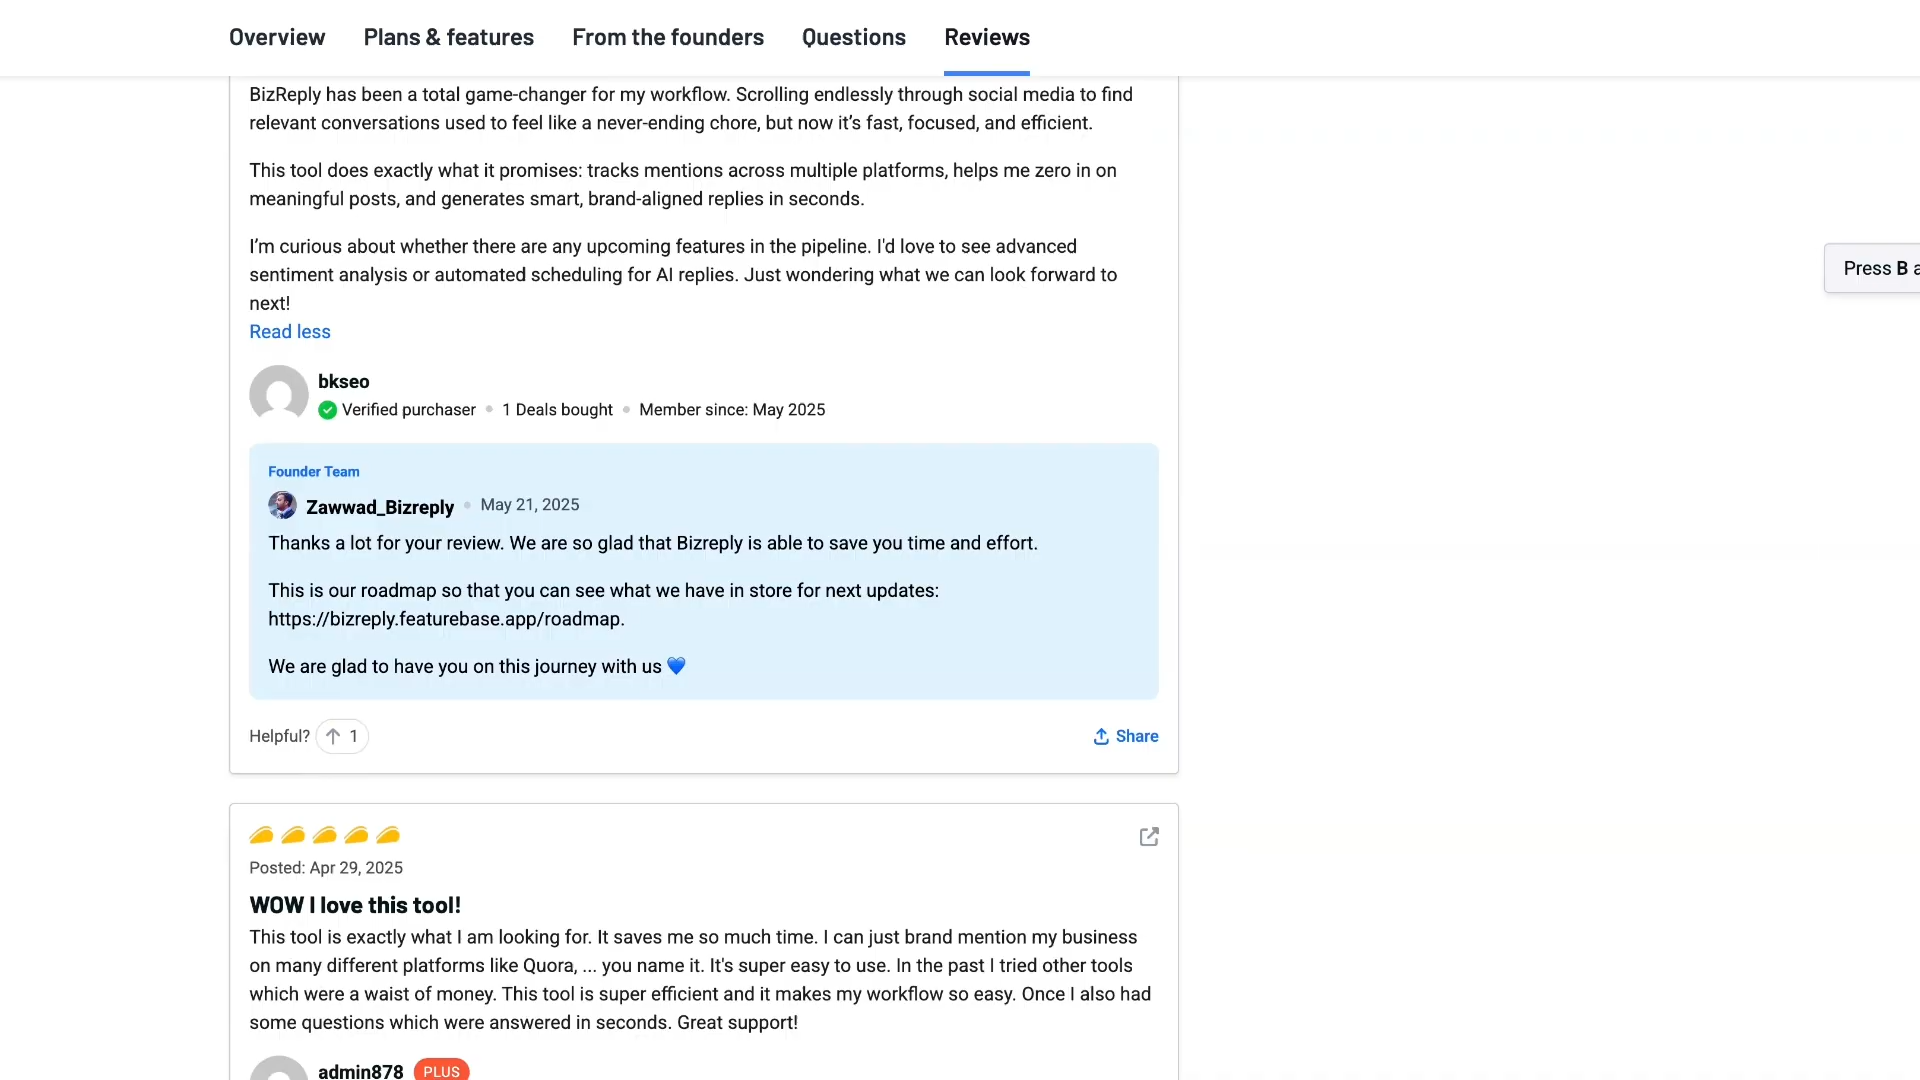 Overview Plans & features From the founders Questions Reviews
BizReply has been a total game-changer for my workflow. Scrolling endlessly through social media to find
relevant conversations used to feel like a never-ending chore, but now it’s fast, focused, and efficient.
This tool does exactly what it promises: tracks mentions across multiple platforms, helps me zero in on
meaningful posts, and generates smart, brand-aligned replies in seconds.
I’m curious about whether there are any upcoming features in the pipeline. I'd love to see advanced
sentiment analysis or automated scheduling for AI replies. Just wondering what we can look forward to
next!
Read less
Press B a
bkseo
Verified purchaser • 1 Deals bought • Member since: May 2025
Founder Team
Zawwad_Bizreply • May 21, 2025
Thanks a lot for your review. We are so glad that Bizreply is able to save you time and effort.
This is our roadmap so that you can see what we have in store for next updates:
https://bizreply.featurebase.app/roadmap.
We are glad to have you on this journey with us 💙
Helpful? 1 Share
Posted: Apr 29, 2025
WOW I love this tool!
This tool is exactly what I am looking for. It saves me so much time. I can just brand mention my business
on many different platforms like Quora, ... you name it. It's super easy to use. In the past I tried other tools
which were a waist of money. This tool is super efficient and it makes my workflow so easy. Once I also had
some questions which were answered in seconds. Great support!
admin878 PLUS